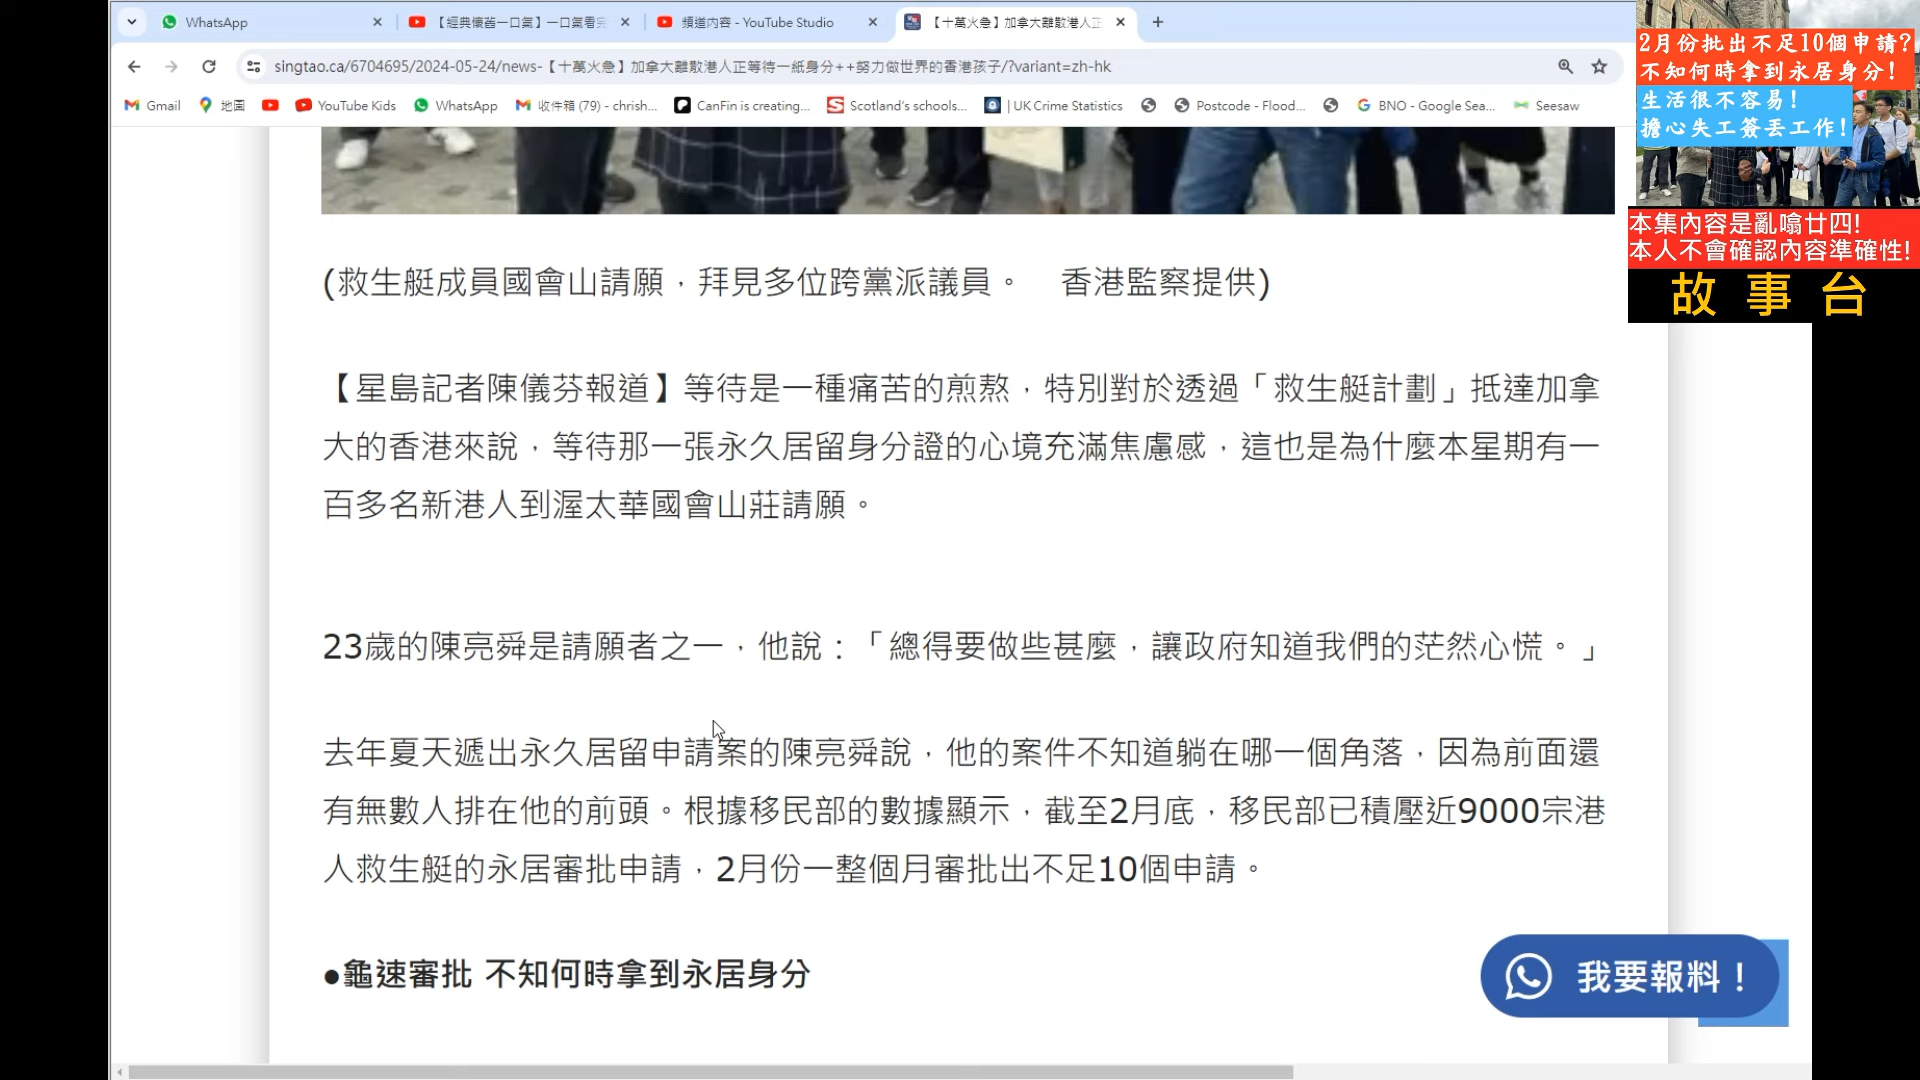 WhatsApp
【經典懷舊一口氣】一口氣看完
頻道內容 - YouTube Studio
【十萬火急】加拿大離散港人正
singtao.ca/6704695/2024-05-24/news-【十萬火急】加拿大離散港人正等待一紙身分++努力做世界的香港孩子/?variant=zh-hk
Gmail
地圖
YouTube Kids
WhatsApp
收件箱 (79) - chrish...
CanFin is creating...
Scotland's schools...
| UK Crime Statistics
Postcode - Flood...
BNO - Google Sea...
Seesaw
2月份批出不足10個申請?
不知何時拿到永居身分!
生活很不容易!
擔心失工簽丟工作!
本集內容是亂噏廿四!
本人不會確認內容準確性!
故事台
(救生艇成員國會山請願，拜見多位跨黨派議員。 香港監察提供)
【星島記者陳儀芬報道】等待是一種痛苦的煎熬，特別對於透過「救生艇計劃」抵達加拿
大的香港來說，等待那一張永久居留身分證的心境充滿焦慮感，這也是為什麼本星期有一
百多名新港人到渥太華國會山莊請願。
23歲的陳亮舜是請願者之一，他說：「總得要做些甚麼，讓政府知道我們的茫然心慌。」
去年夏天遞出永久居留申請案的陳亮舜說，他的案件不知道躺在哪一個角落，因為前面還
有無數人排在他的前頭。根據移民部的數據顯示，截至2月底，移民部已積壓近9000宗港
人救生艇的永居審批申請，2月份一整個月審批出不足10個申請。
●龜速審批 不知何時拿到永居身分
我要報料！